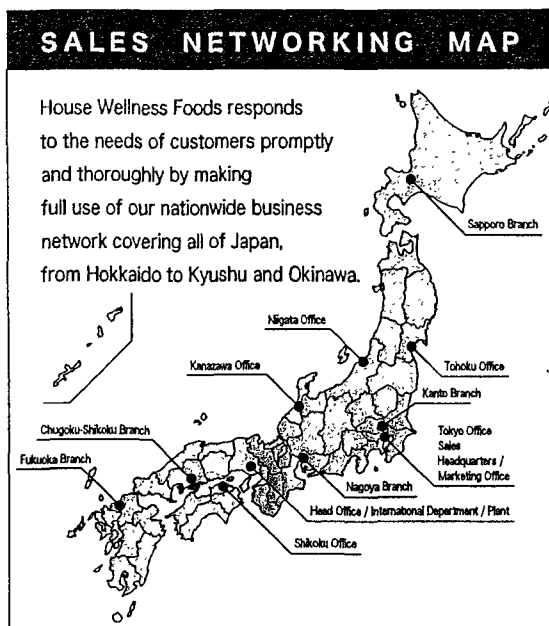 SALES NETWORKING MAP
House Wellness Foods responds
to the needs of customers promptly
and thoroughly by making
full use of our nationwide business
network covering all of Japan,
from Hokkaido to Kyushu and Okinawa.
Sapporo Branch
Niigata Office
Tohoku Office
Kanazawa Office
Kanto Branch
Chugoku-Shikoku Branch
Tokyo Office
Sales
Headquarters /
Marketing Office
Fukuoka Branch
Nagoya Branch
Head Office / International Department / Plant
Shikoku Office